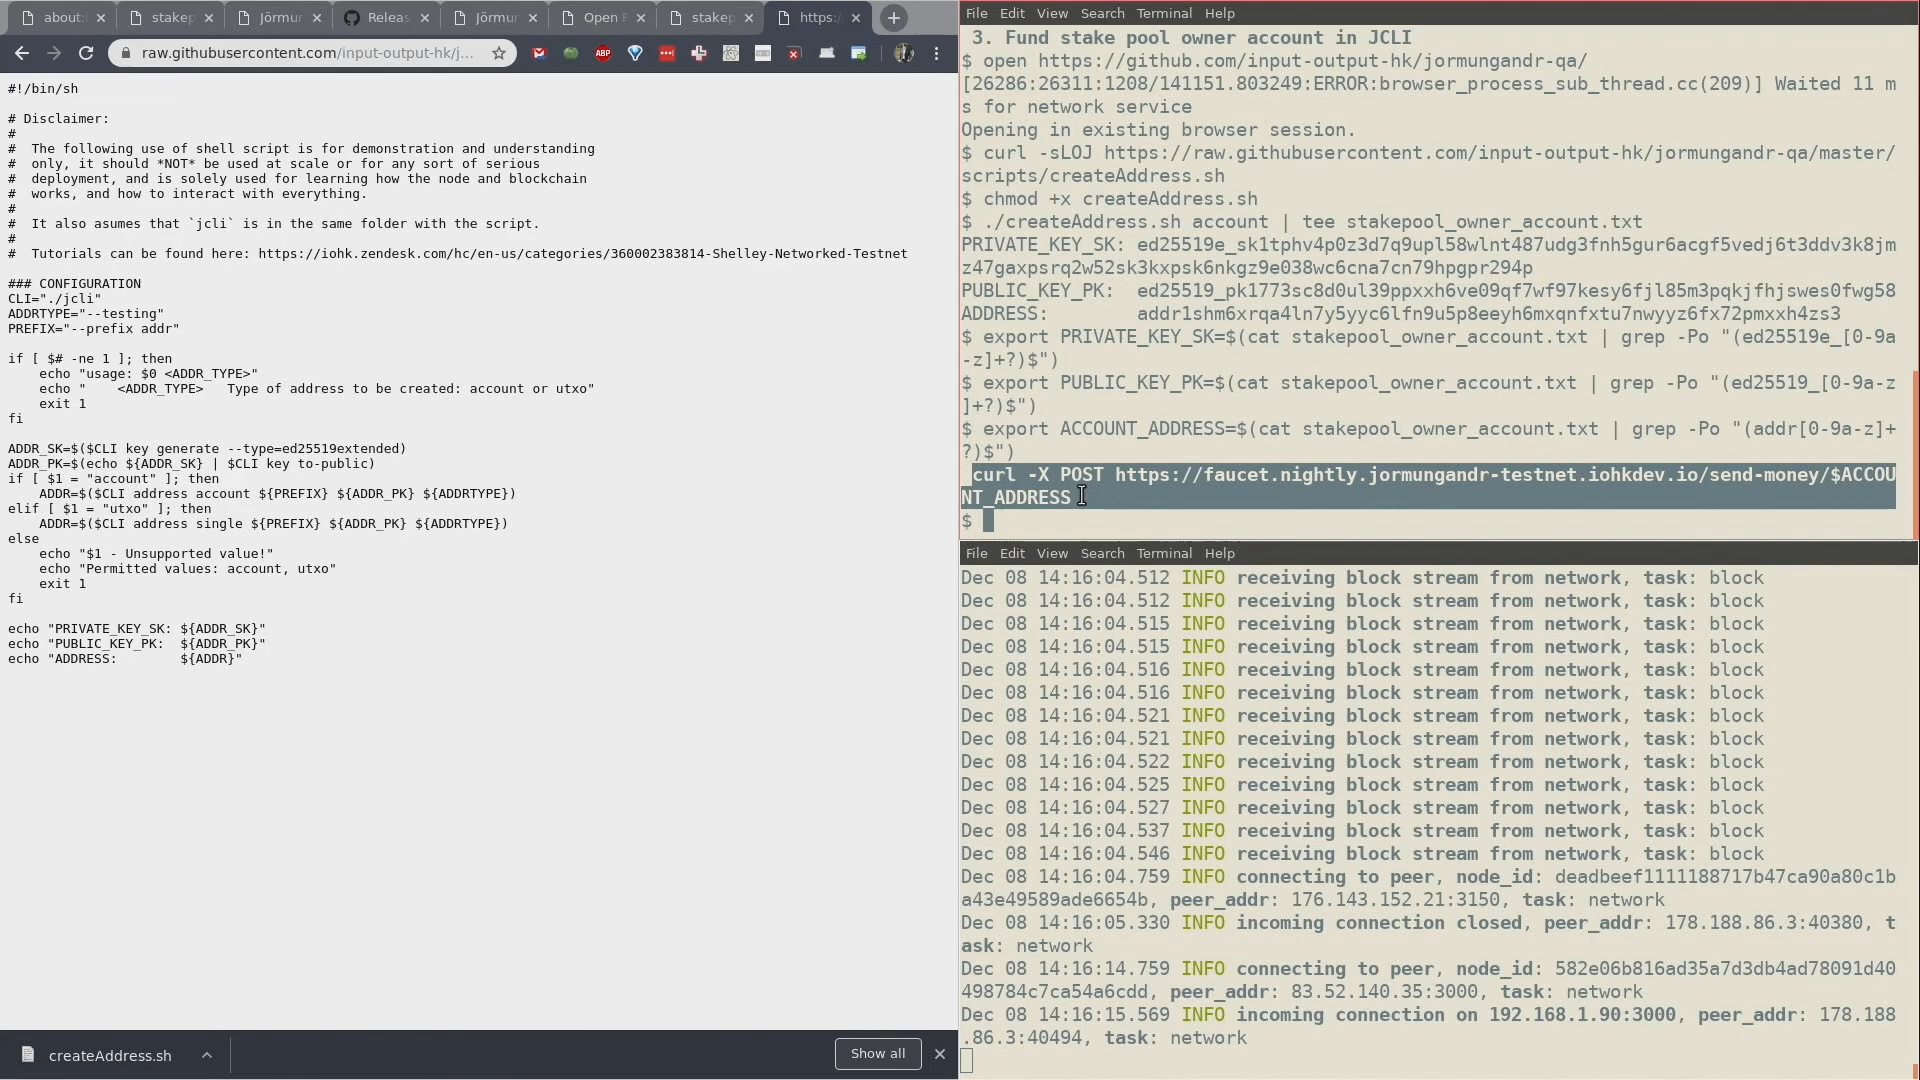 about:
stakep
Jörmur
Releas
Jörmur
Open
stakep
https:/
raw.githubusercontent.com/input-output-hk/j...
ABP
#!/bin/sh
# Disclaimer:
#
#  The following use of shell script is for demonstration and understanding
#  only, it should *NOT* be used at scale or for any sort of serious
#  deployment, and is solely used for learning how the node and blockchain
#  works, and how to interact with everything.
#
#  It also asumes that `jcli` is in the same folder with the script.
#
#  Tutorials can be found here: https://iohk.zendesk.com/hc/en-us/categories/360002383814-Shelley-Networked-Testnet
### CONFIGURATION
CLI="./jcli"
ADDRTYPE="--testing"
PREFIX="--prefix addr"
if [ $# -ne 1 ]; then
    echo "usage: $0 <ADDR_TYPE>"
    echo "    <ADDR_TYPE>   Type of address to be created: account or utxo"
    exit 1
fi
ADDR_SK=$($CLI key generate --type=ed25519extended)
ADDR_PK=$(echo ${ADDR_SK} | $CLI key to-public)
if [ $1 = "account" ]; then
    ADDR=$($CLI address account ${PREFIX} ${ADDR_PK} ${ADDRTYPE})
elif [ $1 = "utxo" ]; then
    ADDR=$($CLI address single ${PREFIX} ${ADDR_PK} ${ADDRTYPE})
else
    echo "$1 - Unsupported value!"
    echo "Permitted values: account, utxo"
    exit 1
fi
echo "PRIVATE_KEY_SK: ${ADDR_SK}"
echo "PUBLIC_KEY_PK:  ${ADDR_PK}"
echo "ADDRESS:        ${ADDR}"
createAddress.sh
Show all
File Edit View Search Terminal Help
3. Fund stake pool owner account in JCLI
$ open https://github.com/input-output-hk/jormungandr-qa/
[26286:26311:1208/141151.803249:ERROR:browser_process_sub_thread.cc(209)] Waited 11 m
s for network service
Opening in existing browser session.
$ curl -sLOJ https://raw.githubusercontent.com/input-output-hk/jormungandr-qa/master/
scripts/createAddress.sh
$ chmod +x createAddress.sh
$ ./createAddress.sh account | tee stakepool_owner_account.txt
PRIVATE_KEY_SK: ed25519e_sk1tphv4p0z3d7q9upl58wlnt487udg3fnh5gur6acgf5vedj6t3ddv3k8jm
z47gaxpsrq2w52sk3kxpsk6nkgz9e038wc6cna7cn79hpgpr294p
PUBLIC_KEY_PK:  ed25519_pk1773sc8d0ul39ppxxh6ve09qf7wf97kesy6fjl85m3pqkjfhjswes0fwg58
ADDRESS:        addr1shm6xrqa4ln7y5yyc6lfn9u5p8eeyh6mxqnfxtu7nwyyz6fx72pmxxh4zs3
$ export PRIVATE_KEY_SK=$(cat stakepool_owner_account.txt | grep -Po "(ed25519e_[0-9a
-z]+?)$")
$ export PUBLIC_KEY_PK=$(cat stakepool_owner_account.txt | grep -Po "(ed25519_[0-9a-z
]+?)$")
$ export ACCOUNT_ADDRESS=$(cat stakepool_owner_account.txt | grep -Po "(addr[0-9a-z]+
?)$")
curl -X POST https://faucet.nightly.jormungandr-testnet.iohkdev.io/send-money/$ACCOU
NT_ADDRESS
$
File Edit View Search Terminal Help
Dec 08 14:16:04.512 INFO receiving block stream from network, task: block
Dec 08 14:16:04.512 INFO receiving block stream from network, task: block
Dec 08 14:16:04.515 INFO receiving block stream from network, task: block
Dec 08 14:16:04.515 INFO receiving block stream from network, task: block
Dec 08 14:16:04.516 INFO receiving block stream from network, task: block
Dec 08 14:16:04.516 INFO receiving block stream from network, task: block
Dec 08 14:16:04.521 INFO receiving block stream from network, task: block
Dec 08 14:16:04.521 INFO receiving block stream from network, task: block
Dec 08 14:16:04.522 INFO receiving block stream from network, task: block
Dec 08 14:16:04.525 INFO receiving block stream from network, task: block
Dec 08 14:16:04.527 INFO receiving block stream from network, task: block
Dec 08 14:16:04.537 INFO receiving block stream from network, task: block
Dec 08 14:16:04.546 INFO receiving block stream from network, task: block
Dec 08 14:16:04.759 INFO connecting to peer, node_id: deadbeef1111188717b47ca90a80c1b
a43e49589ade6654b, peer_addr: 176.143.152.21:3150, task: network
Dec 08 14:16:05.330 INFO incoming connection closed, peer_addr: 178.188.86.3:40380, t
ask: network
Dec 08 14:16:14.759 INFO connecting to peer, node_id: 582e06b816ad35a7d3db4ad78091d40
498784c7ca54a6cdd, peer_addr: 83.52.140.35:3000, task: network
Dec 08 14:16:15.569 INFO incoming connection on 192.168.1.90:3000, peer_addr: 178.188
.86.3:40494, task: network